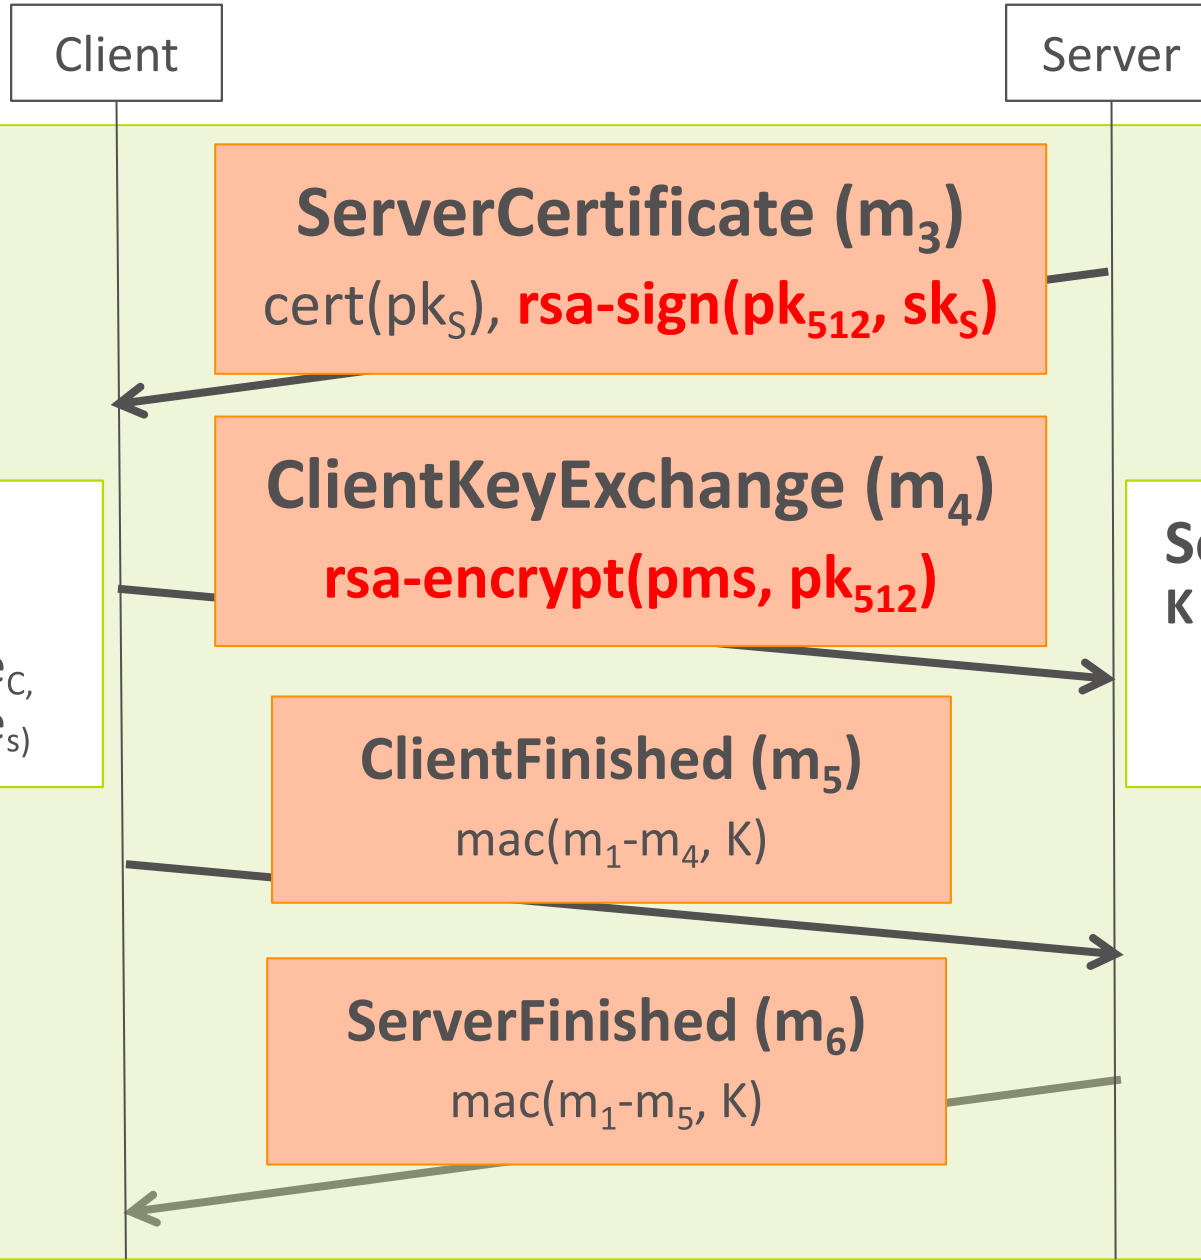 Client
Server
ServerCertificate (m₃)
cert(pkₛ), rsa-sign(pk₅₁₂, skₛ)
ClientKeyExchange (m₄)
rsa-encrypt(pms, pk₅₁₂)
K
C,
s)
ClientFinished (m₅)
mac(m₁-m₄, K)
ServerFinished (m₆)
mac(m₁-m₅, K)